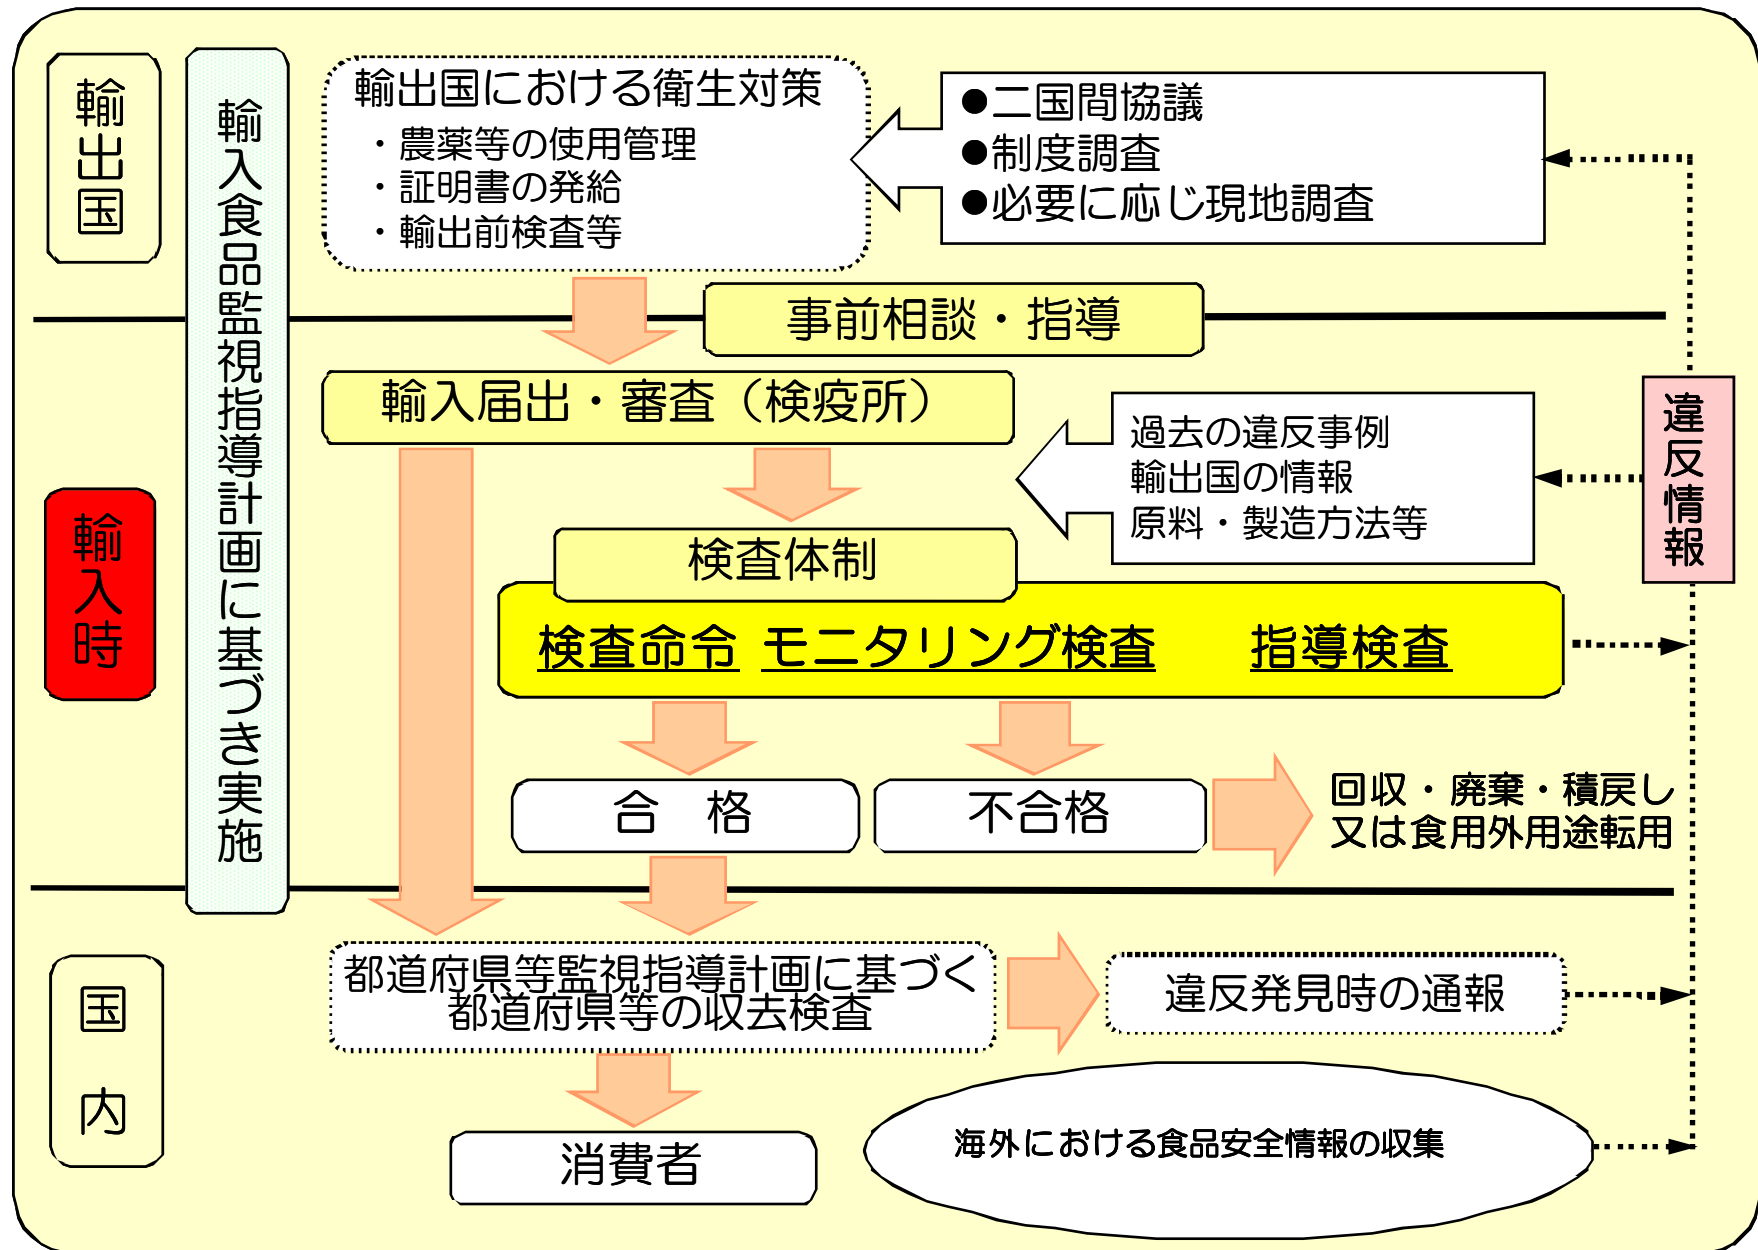 輸出国
輸入食品監視指導計画に基づき実施
輸出国における衛生対策
・農薬等の使用管理
・証明書の発給
・輸出前検査等
●二国間協議
●制度調査
●必要に応じ現地調査
事前相談・指導
輸入時
輸入届出・審査（検疫所）
過去の違反事例
輸出国の情報
原料・製造方法等
違反情報
検査体制
検査命令 モニタリング検査 指導検査
合　格
不合格
回収・廃棄・積戻し
又は食用外用途転用
国内
都道府県等監視指導計画に基づく
都道府県等の収去検査
違反発見時の通報
消費者
海外における食品安全情報の収集